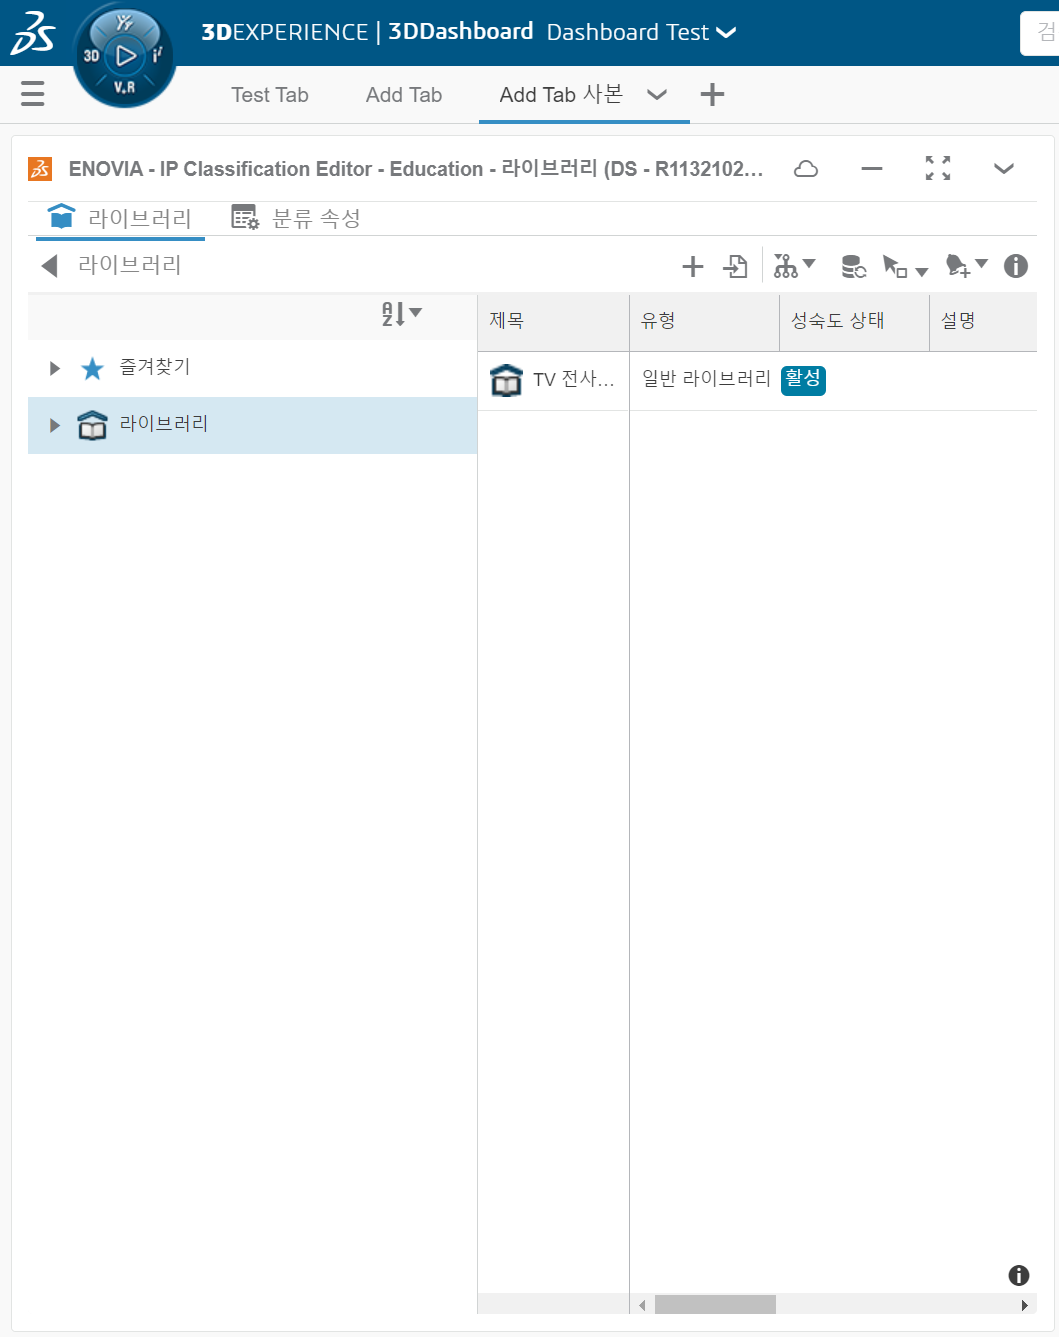 3DEXPERIENCE | 3DDashboard Dashboard Test
검
3D
V.R
Test Tab
Add Tab
Add Tab 사본
ENOVIA - IP Classification Editor - Education - 라이브러리 (DS - R1132102...
라이브러리
분류 속성
라이브러리
제목
유형
성숙도 상태
설명
즐겨찾기
라이브러리
TV 전사...
일반 라이브러리
활성